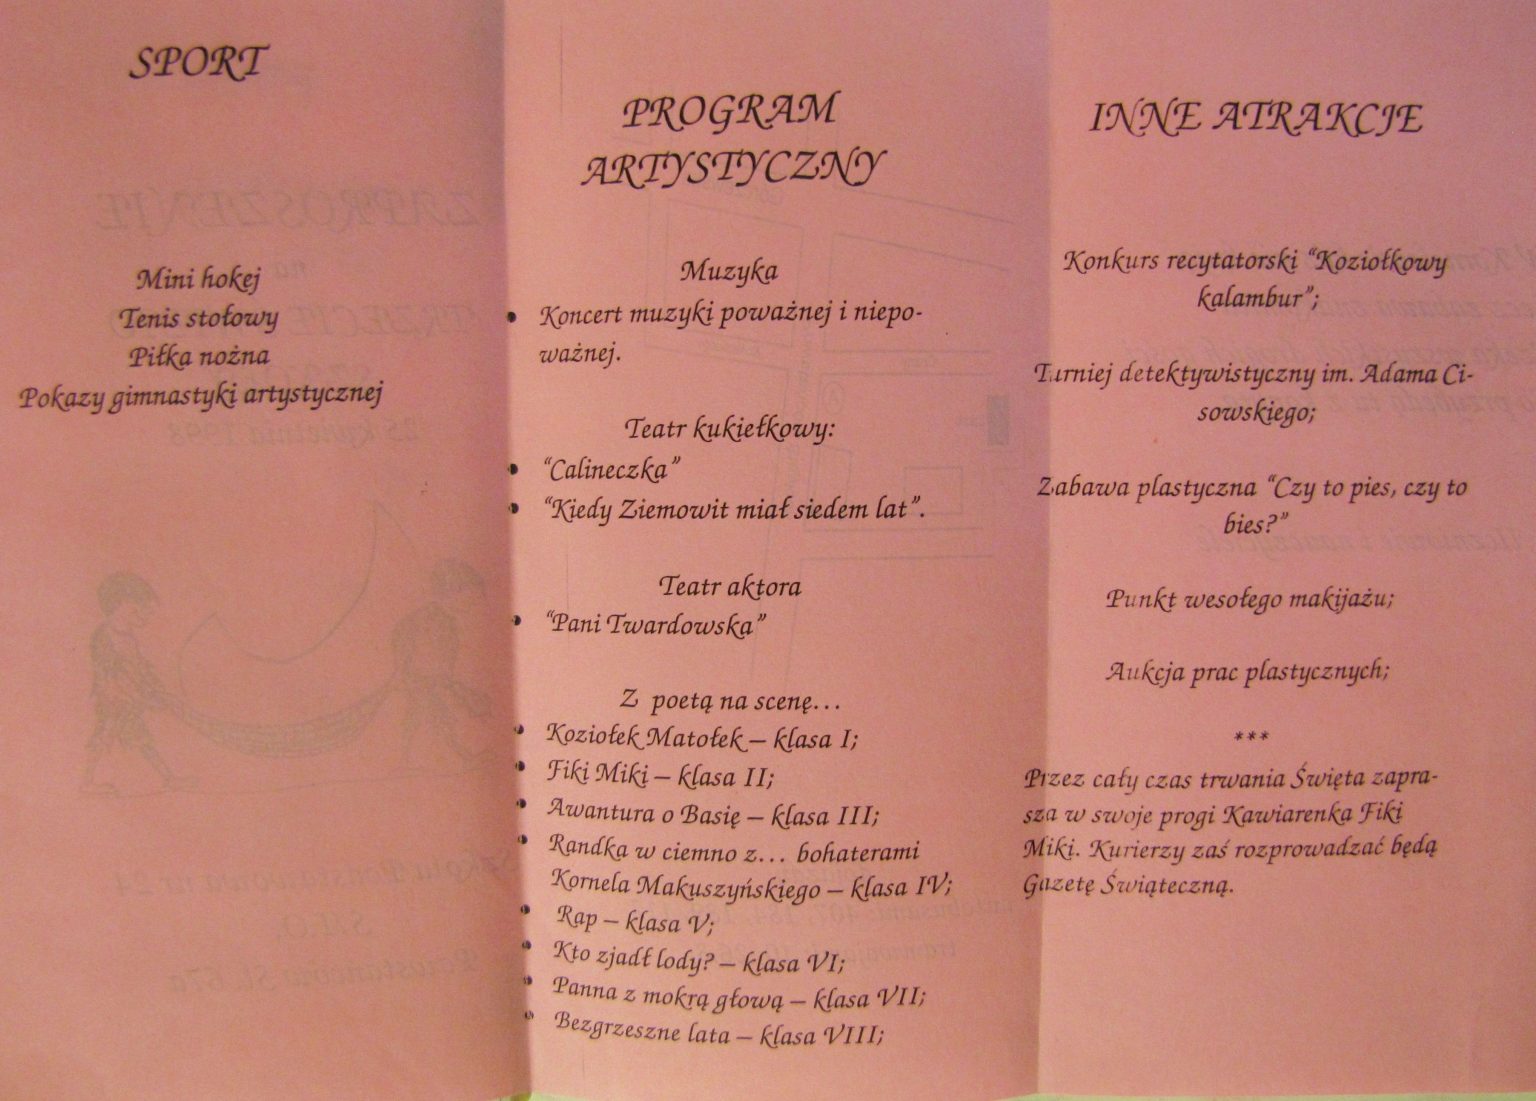 SPORT
Mini hokej
Tenis stołowy
Piłka nożna
Pokazy gimnastyki artystycznej
PROGRAM
ARTYSTYCZNY
Muzyka
• Koncert muzyki poważnej i niepo-
ważnej.
Teatr kukiełkowy:
• “Calineczka”
• “Kiedy Ziemowit miał siedem lat”.
Teatr aktora
• “Pani Twardowska”
Z poetą na scenę...
• Koziołek Matołek – klasa I;
• Fiki Miki – klasa II;
• Awantura o Basię – klasa III;
• Randka w ciemno z... bohaterami
Kornela Makuszyńskiego – klasa IV;
• Rap – klasa V;
• Kto zjadł lody? – klasa VI;
• Panna z mokrą głową – klasa VII;
• Bezgrzeszne lata – klasa VIII;
INNE ATRAKCJE
Konkurs recytatorski “Koziołkowy
kalambur”;
Turniej detektywistyczny im. Adama Ci-
sowskiego;
Zabawa plastyczna “Czy to pies, czy to
bies?”
Punkt wesołego makijażu;
Aukcja prac plastycznych;
***
Przez cały czas trwania Święta zapra-
sza w swoje progi Kawiarenka Fiki
Miki. Kurierzy zaś rozprowadzać będą
Gazetę Świąteczną.